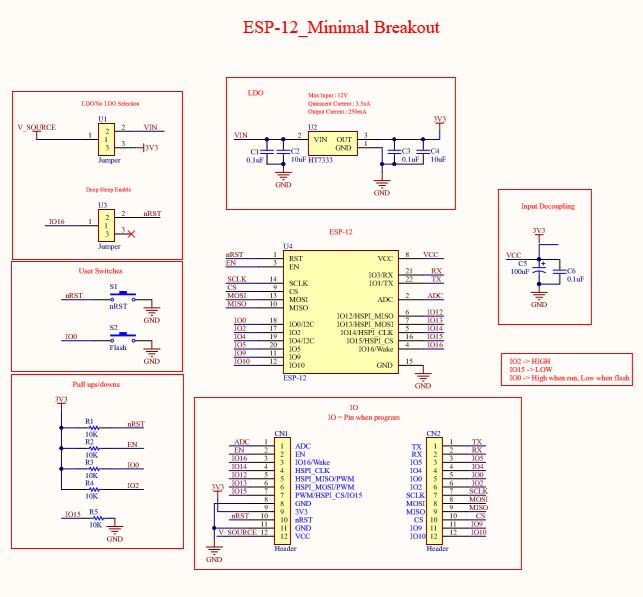 ESP-12_Minimal Breakout
LDO/No LDO Selection
U1
V_SOURCE 1 2 VIN
2
1
3
3 3V3
Jumper
Deep Sleep Enable
U3
IO16 1 2 nRST
2
1
3
3
Jumper
LDO
Max Input : 12V
Quiescent Current : 3.5uA
Output Current : 250mA
3V3
VIN 2 U2 3
VIN OUT
GND 1
HT7333
C1 0.1uF
C2 10uF
C3 0.1uF
C4 10uF
GND
GND
Input Decoupling
3V3
VCC
C5 100uF
C6 0.1uF
GND
User Switches
S1
nRST
nRST
GND
S2
IO0
Flash
GND
ESP-12
U4
nRST 1 RST VCC 8 VCC
EN 3 EN
IO3/RX 21 RX
SCLK 14 SCLK IO1/TX 22 TX
CS 9 CS
MOSI 13 MOSI ADC 2 ADC
MISO 10 MISO
IO12/HSPI_MISO 6 IO12
IO0 18 IO0/I2C IO13/HSPI_MOSI 7 IO13
IO2 17 IO2 IO14/HSPI_CLK 5 IO14
IO4 19 IO4/I2C IO15/HSPI_CS 16 IO15
IO5 20 IO5 IO16/Wake 4 IO16
IO9 11 IO9
IO10 12 IO10 GND 15
ESP-12
GND
IO2 -> HIGH
IO15 -> LOW
IO0 -> High when run, Low when flash
Pull ups/downs
3V3
R1 nRST
10K
R2 EN
10K
R3 IO0
10K
R4 IO2
10K
IO15 R5
10K
GND
IO
IO = Pin when program
CN1
ADC 1 ADC
EN 2 EN
IO16 3 IO16/Wake
IO14 4 HSPI_CLK
IO12 5 HSPI_MISO/PWM
IO13 6 HSPI_MOSI/PWM
IO15 7 PWM/HSPI_CS/IO15
8 GND
3V3 9 3V3
nRST 10 nRST
11 GND
V_SOURCE 12 VCC
Header
GND
CN2
TX 1 TX
RX 2 RX
IO5 3 IO5
IO4 4 IO4
IO0 5 IO0
IO2 6 IO2
SCLK 7 SCLK
MOSI 8 MOSI
MISO 9 MISO
CS 10 CS
IO9 11 IO9
IO10 12 IO10
Header